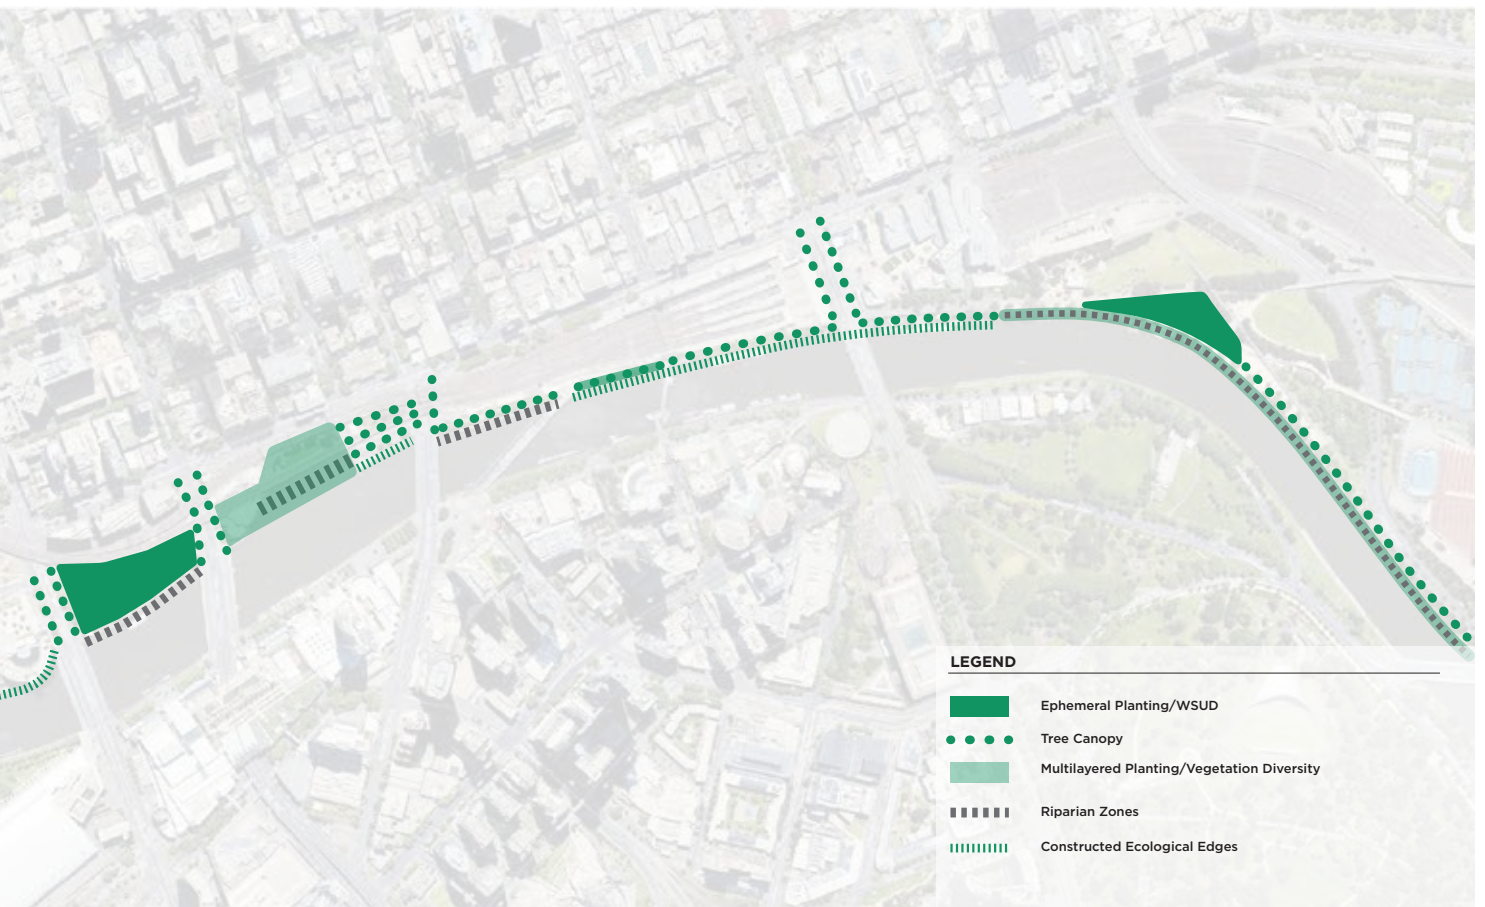 LEGEND
Ephemeral Planting/WSUD
Tree Canopy
Multilayered Planting/Vegetation Diversity
Riparian Zones
Constructed Ecological Edges